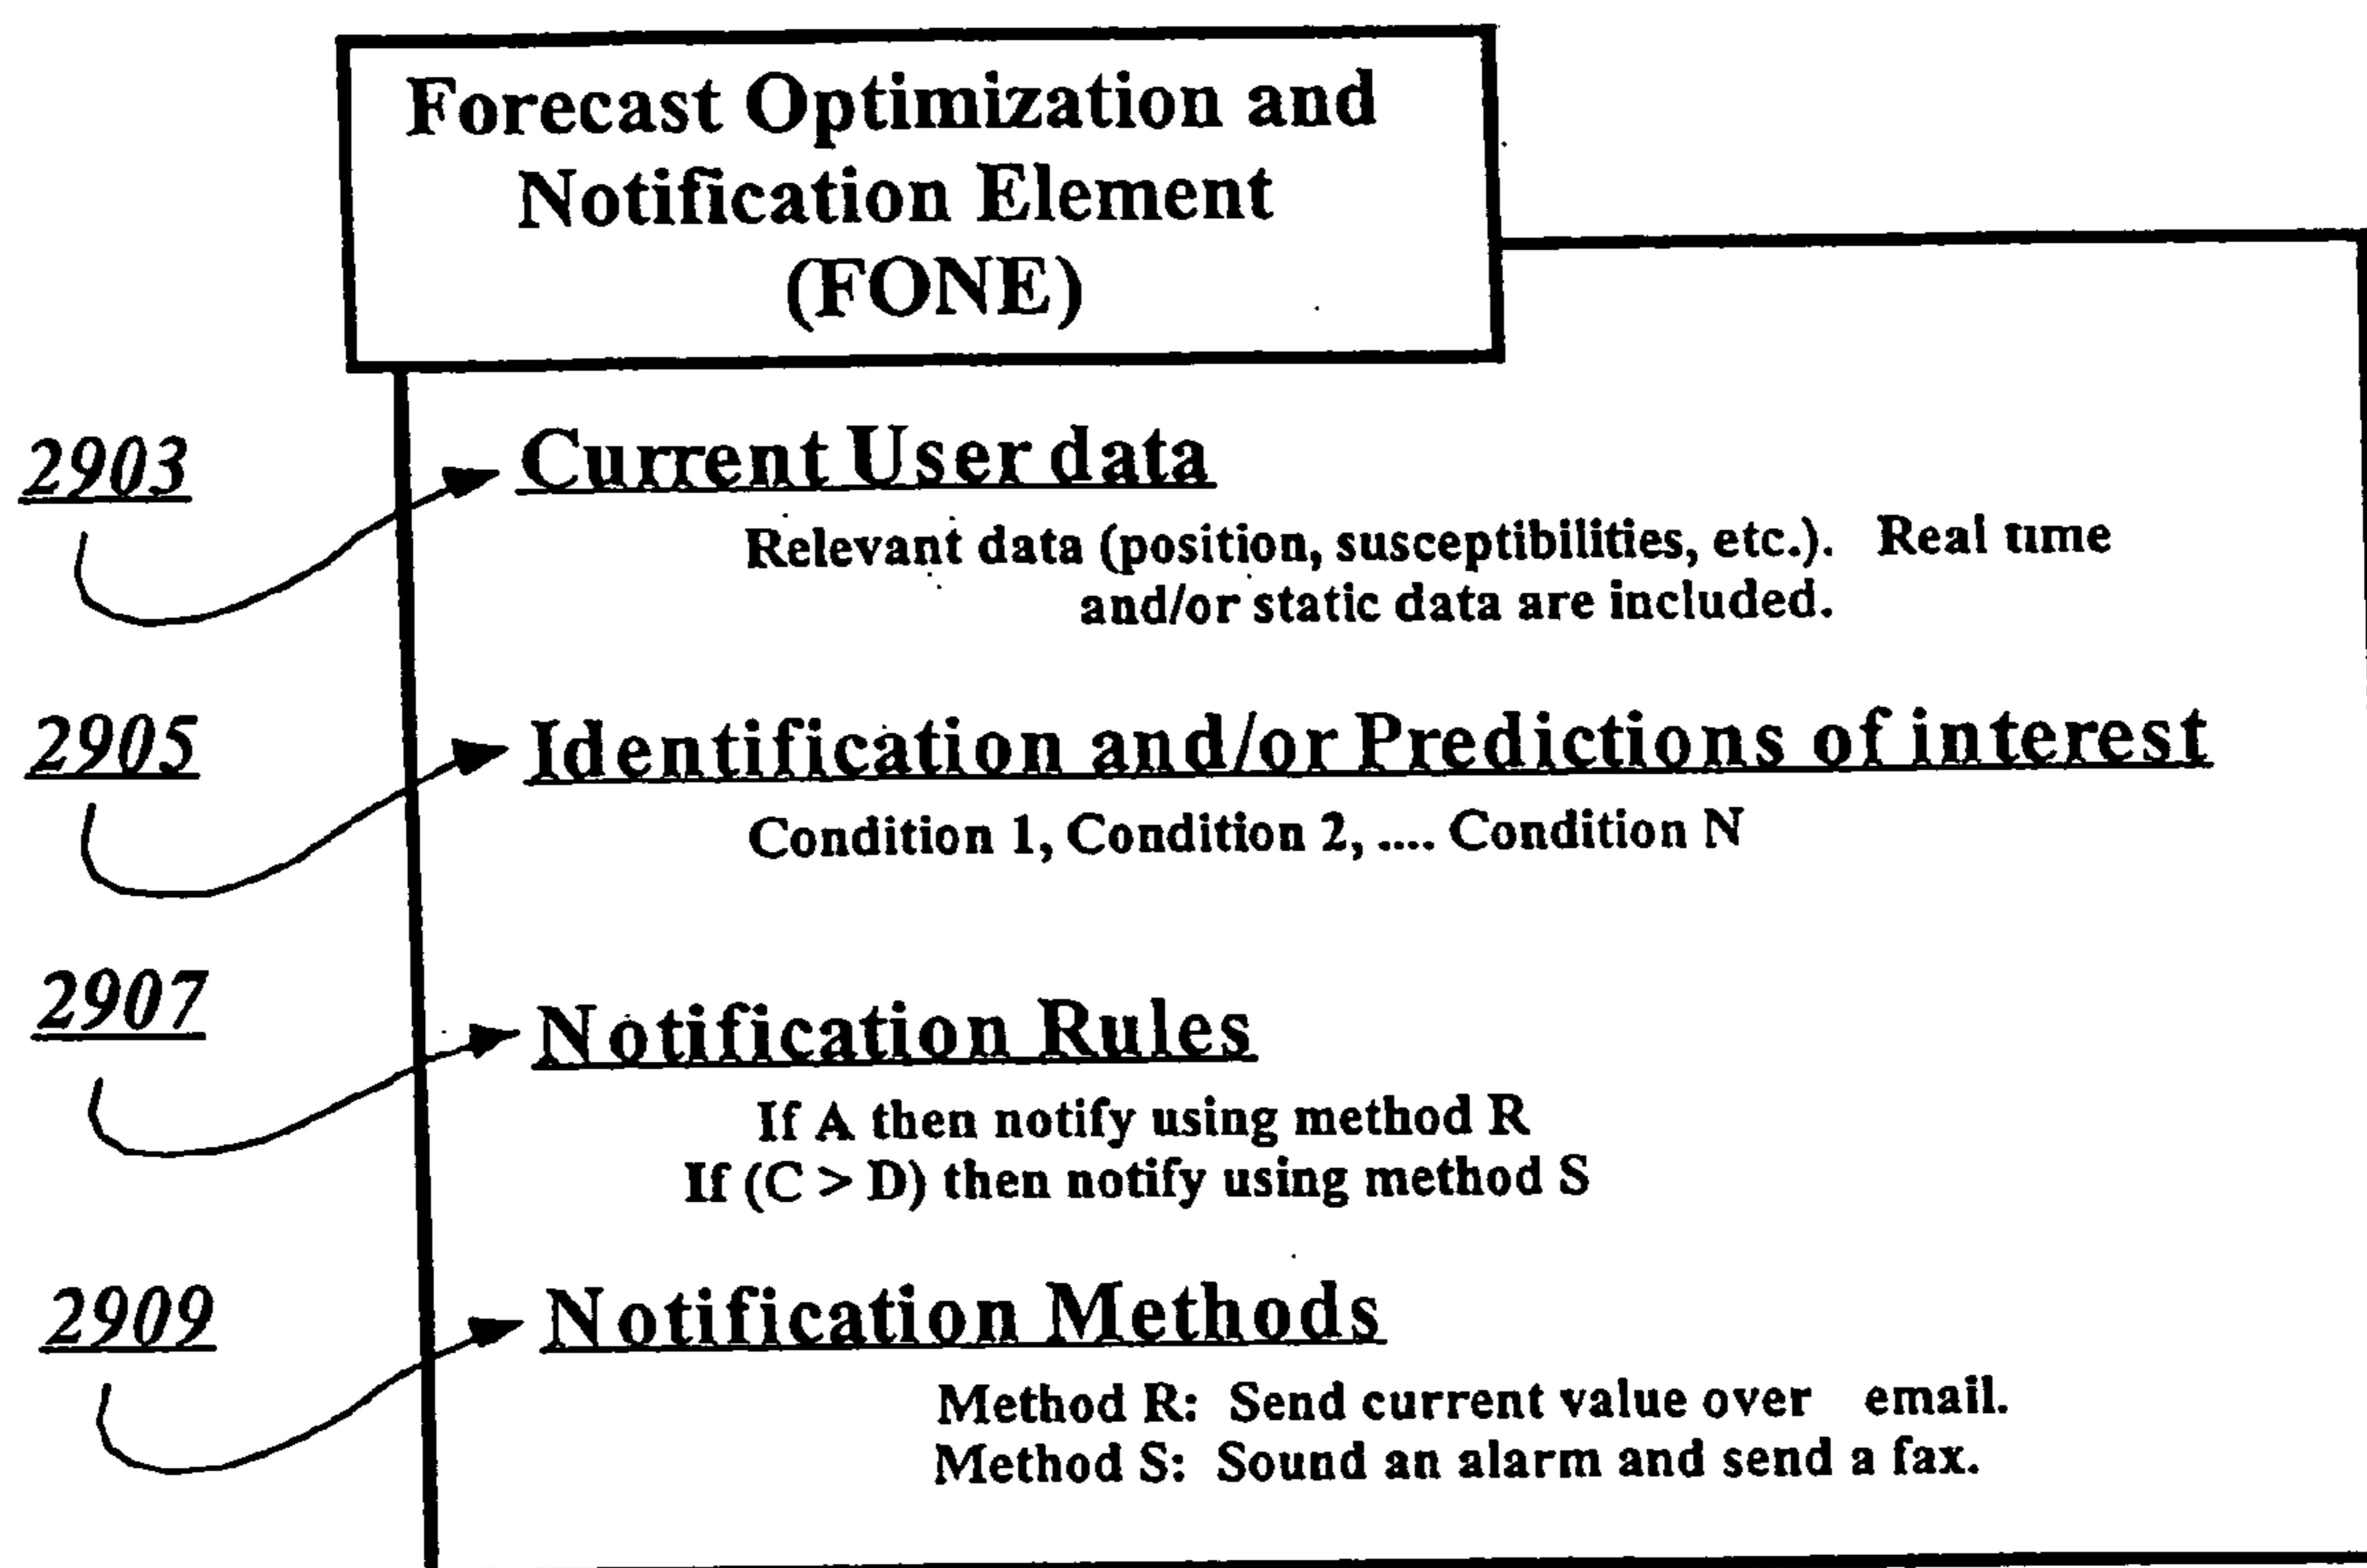 Forecast Optimization and
Notification Element
(FONE)
2903
Current User data
Relevant data (position, susceptibilities, etc.). Real time
and/or static data are included.
2905
Identification and/or Predictions of interest
Condition 1, Condition 2, .... Condition N
2907
Notification Rules
If A then notify using method R
If (C > D) then notify using method S
2909
Notification Methods
Method R: Send current value over email.
Method S: Sound an alarm and send a fax.